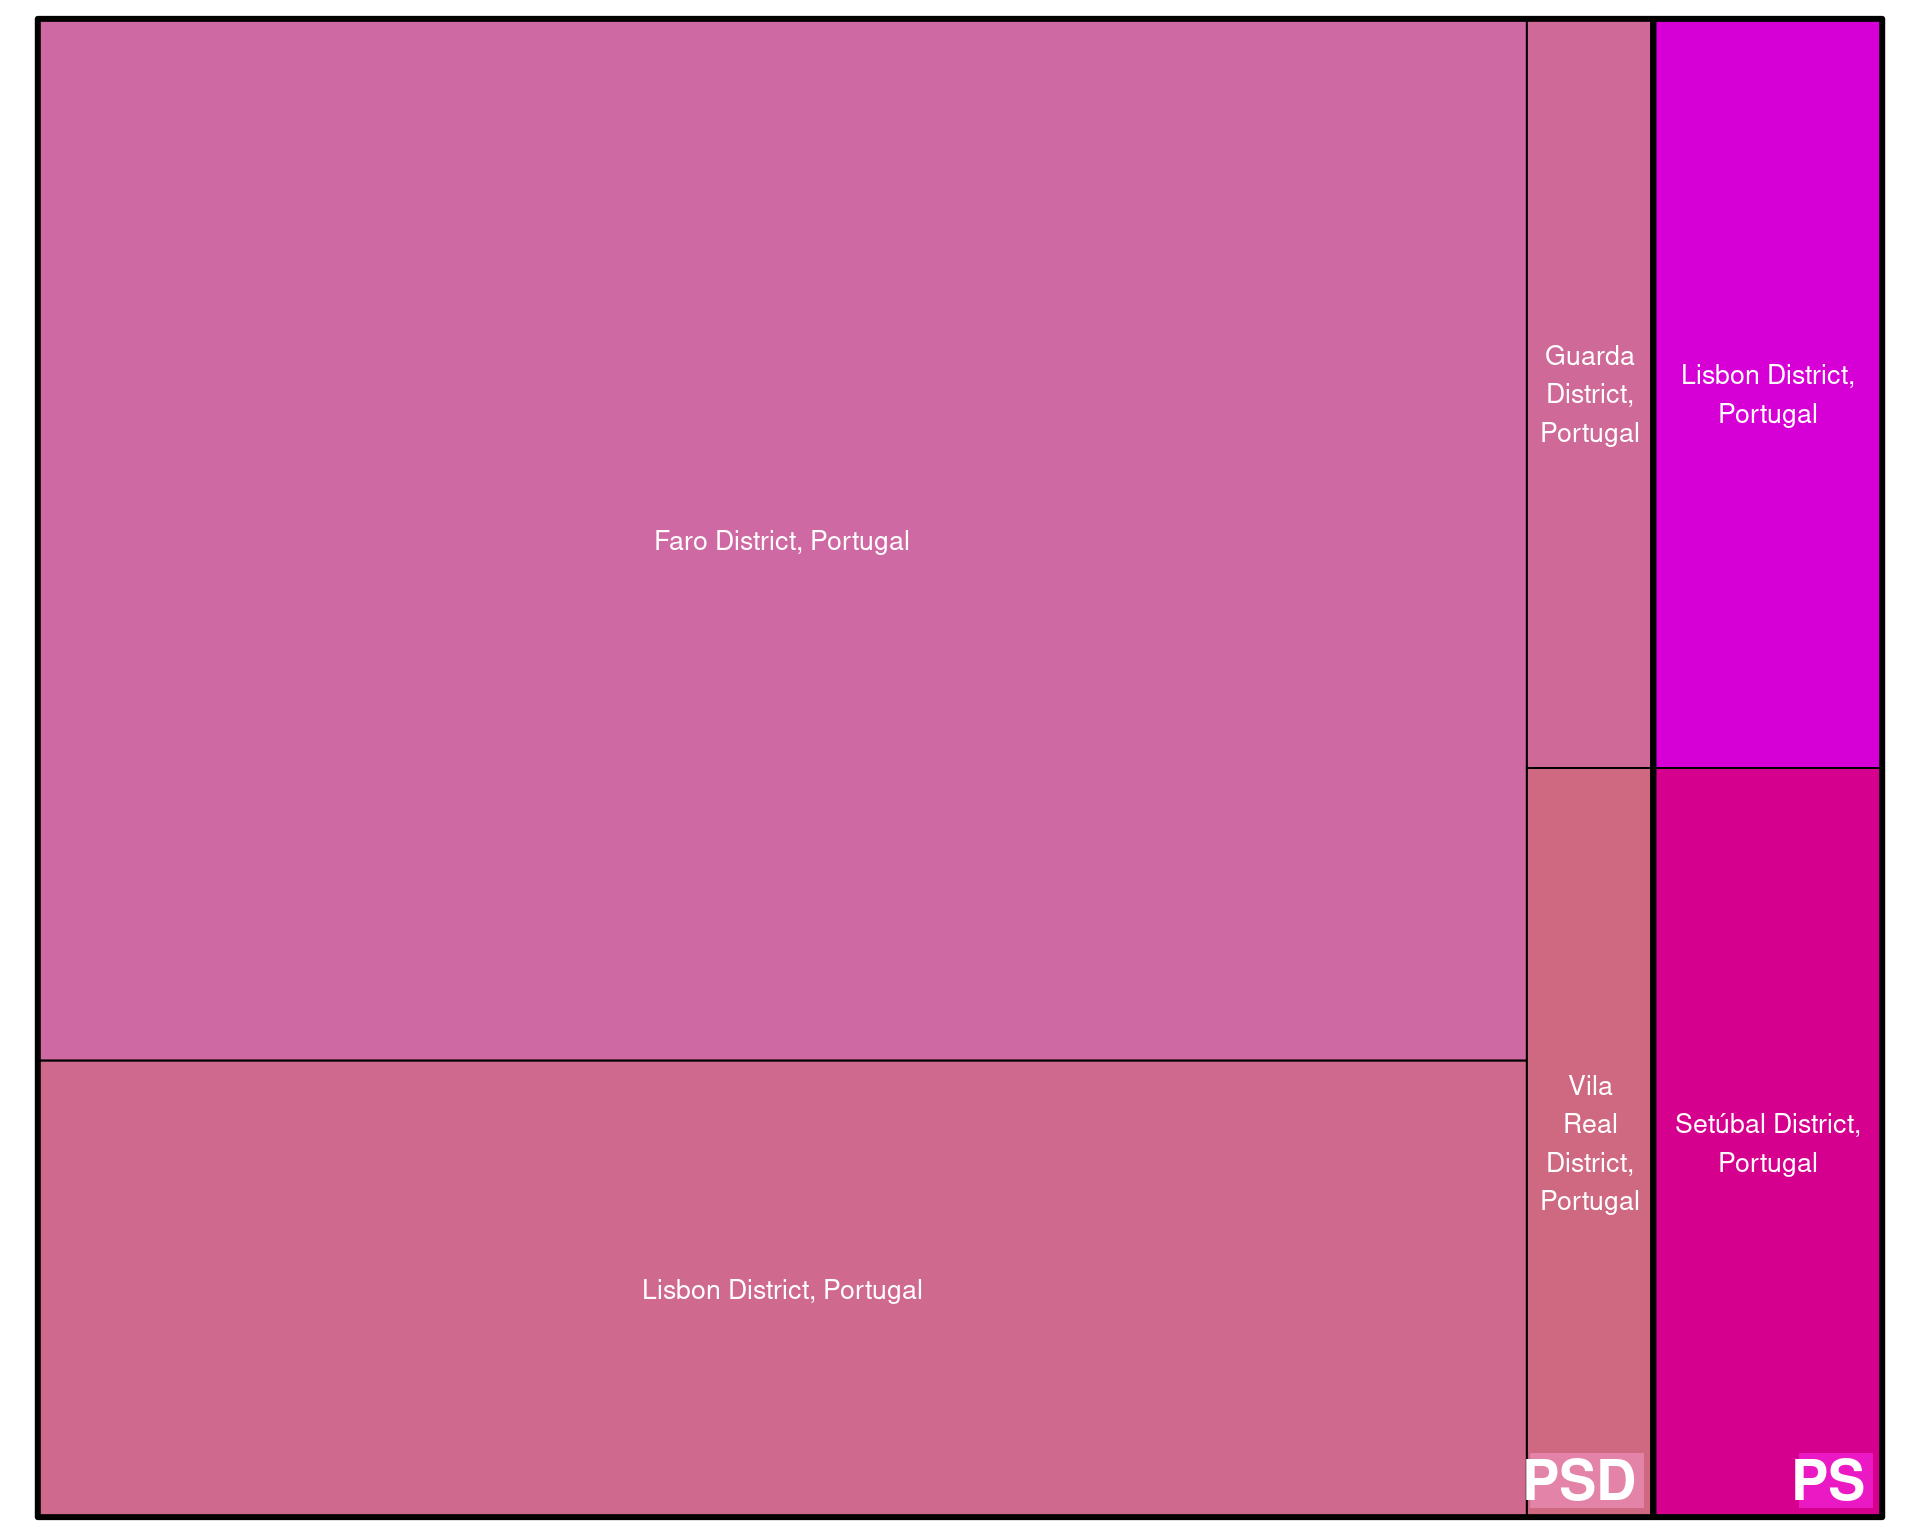 Faro District, Portugal
Lisbon District, Portugal
Guarda
District,
Portugal
Vila
Real
District,
Portugal
PSD
Lisbon District,
Portugal
Setúbal District,
Portugal
PS